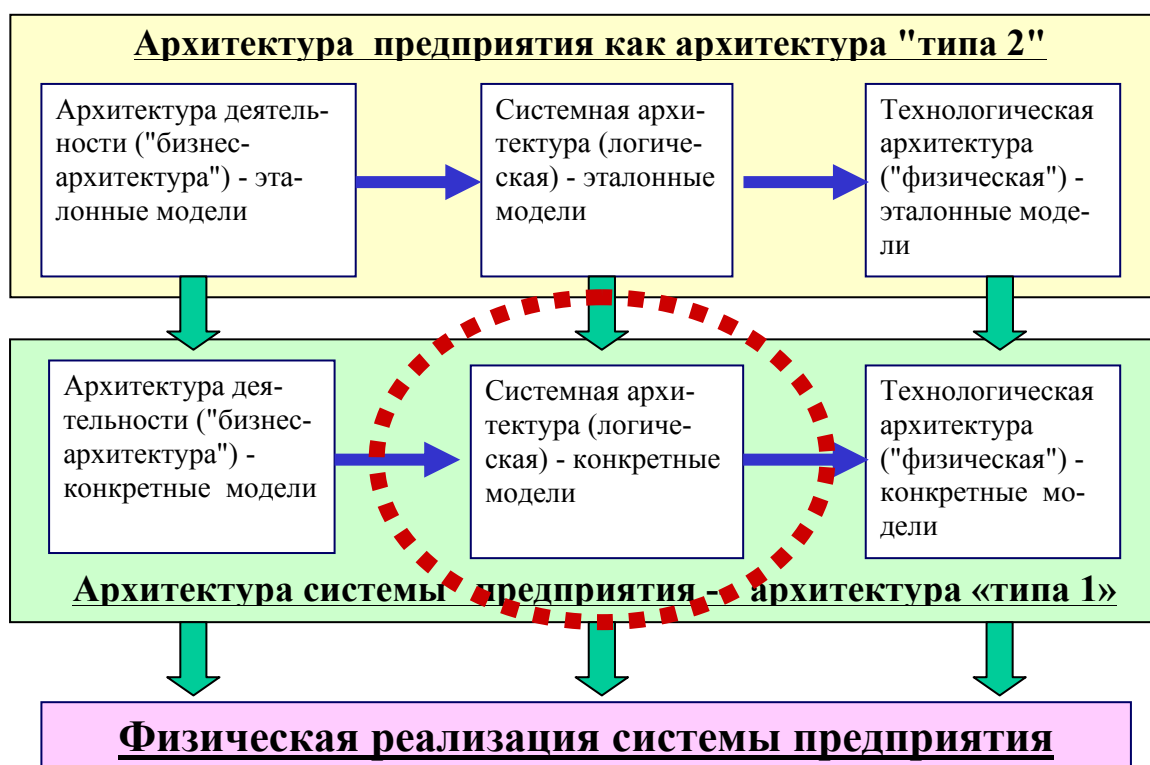 Архитектура предприятия как архитектура "типа 2"
Архитектура деятель-
ности ("бизнес-
архитектура") - эта-
лонные модели
Системная архи-
тектура (логиче-
ская) - эталонные
модели
Технологическая
архитектура
("физическая") -
эталонные моде-
ли
Архитектура дея-
тельности ("бизнес-
архитектура") -
конкретные модели
Системная архи-
тектура (логиче-
ская) - конкретные
модели
Технологическая
архитектура
("физическая") -
конкретные мо-
дели
Архитектура системы предприятия - архитектура «типа 1»
Физическая реализация системы предприятия